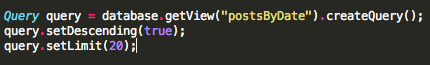 Query query = database.getView("postsByDate").createQuery();
query.setDescending(true);
query.setLimit(20);